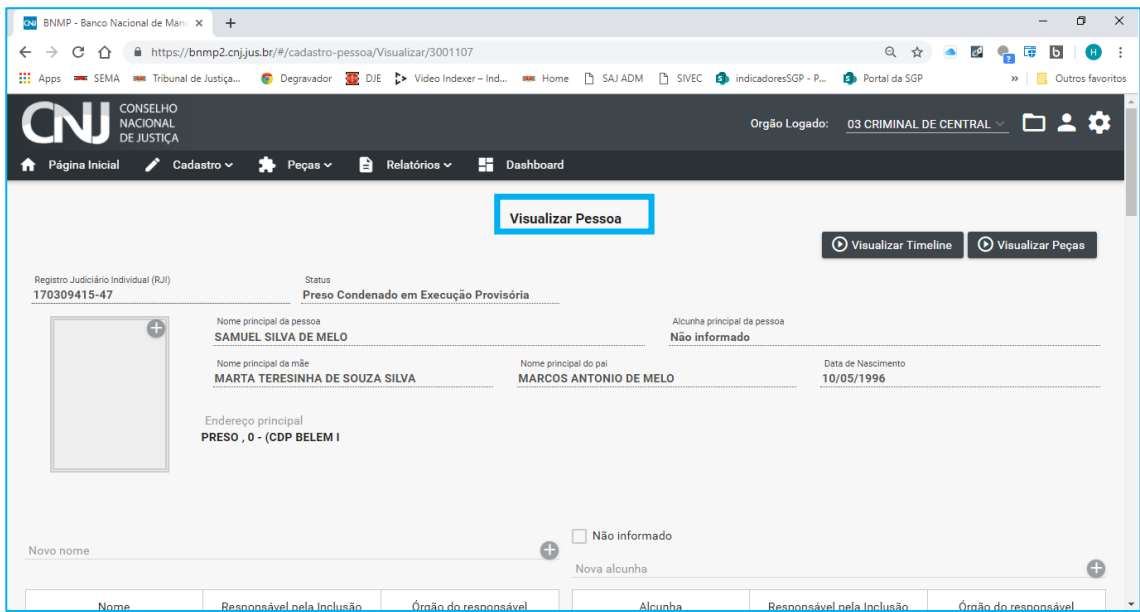 BNMP - Banco Nacional de Mand
https://bnmp2.cnj.jus.br/#/cadastro-pessoa/Visualizar/3001107
Apps SEMA Tribunal de Justiça... Degravador DJE Video Indexer – Ind... Home SAJ ADM SIVEC indicadoresSGP - P... Portal da SGP » Outros favoritos
CNJ CONSELHO
NACIONAL
DE JUSTIÇA
Orgão Logado: 03 CRIMINAL DE CENTRAL
Página Inicial Cadastro Peças Relatórios Dashboard
Visualizar Pessoa
Visualizar Timeline Visualizar Peças
Registro Judiciário Individual (RJI) Status
170309415-47 Preso Condenado em Execução Provisória
Nome principal da pessoa Alcunha principal da pessoa
SAMUEL SILVA DE MELO Não informado
Nome principal da mãe Nome principal do pai Data de Nascimento
MARTA TERESINHA DE SOUZA SILVA MARCOS ANTONIO DE MELO 10/05/1996
Endereço principal
PRESO , 0 - (CDP BELEM I
Não informado
Novo nome
Nova alcunha
Nome Responsável pela Inclusão Órgão do responsável Alcunha Responsável pela Inclusão Órgão do responsável